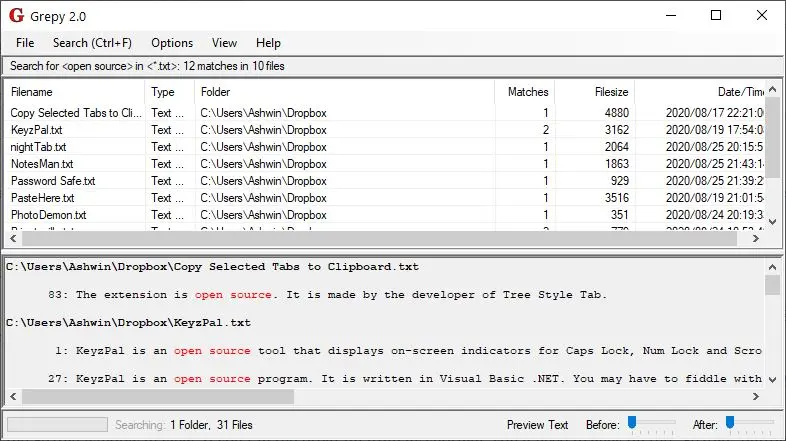 G Grepy 2.0
File Search (Ctrl+F) Options View Help
Search for <open source> in <*.txt>: 12 matches in 10 files
Filename Type Folder Matches Filesize Date/Time
Copy Selected Tabs to Cli... Text ... C:\Users\Ashwin\Dropbox 1 4880 2020/08/17 22:21:0
KeyzPal.txt Text ... C:\Users\Ashwin\Dropbox 2 3162 2020/08/19 17:54:0
nightTab.txt Text ... C:\Users\Ashwin\Dropbox 1 2064 2020/08/25 20:15:5
NotesMan.txt Text ... C:\Users\Ashwin\Dropbox 1 1863 2020/08/25 21:43:1
Password Safe.txt Text ... C:\Users\Ashwin\Dropbox 1 929 2020/08/25 21:39:2
PasteHere.txt Text ... C:\Users\Ashwin\Dropbox 1 3516 2020/08/19 21:01:5
PhotoDemon.txt Text ... C:\Users\Ashwin\Dropbox 1 351 2020/08/24 20:19:3
C:\Users\Ashwin\Dropbox\Copy Selected Tabs to Clipboard.txt
83: The extension is open source. It is made by the developer of Tree Style Tab.
C:\Users\Ashwin\Dropbox\KeyzPal.txt
1: KeyzPal is an open source tool that displays on-screen indicators for Caps Lock, Num Lock and Scro
27: KeyzPal is an open source program. It is written in Visual Basic .NET. You may have to fiddle with
Searching: 1 Folder, 31 Files Preview Text Before: After: